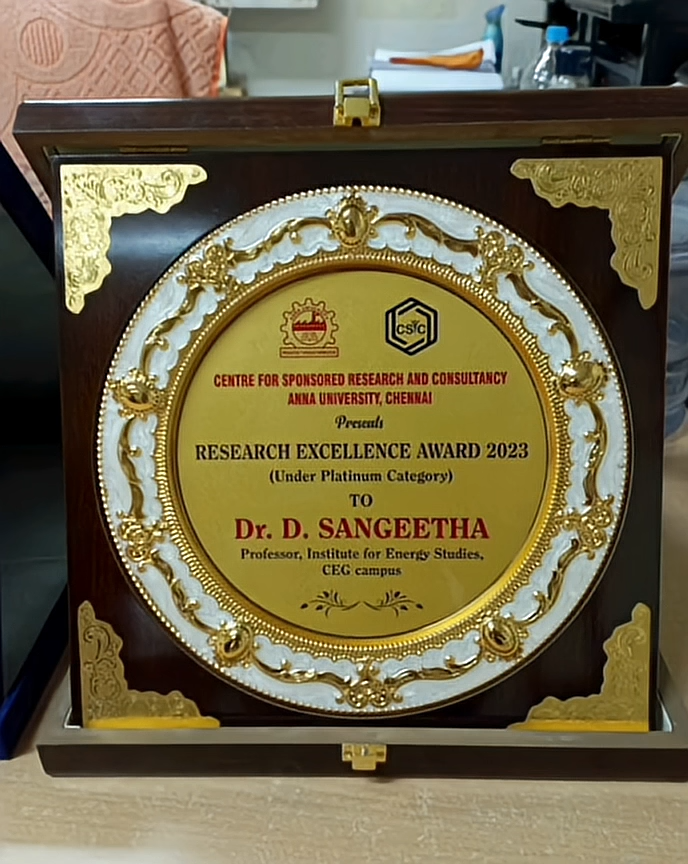 CSIC
CENTRE FOR SPONSORED RESEARCH AND CONSULTANCY
ANNA UNIVERSITY, CHENNAI
Presents
RESEARCH EXCELLENCE AWARD 2023
(Under Platinum Category)
TO
Dr. D. SANGEETHA
Professor, Institute for Energy Studies,
CEG campus